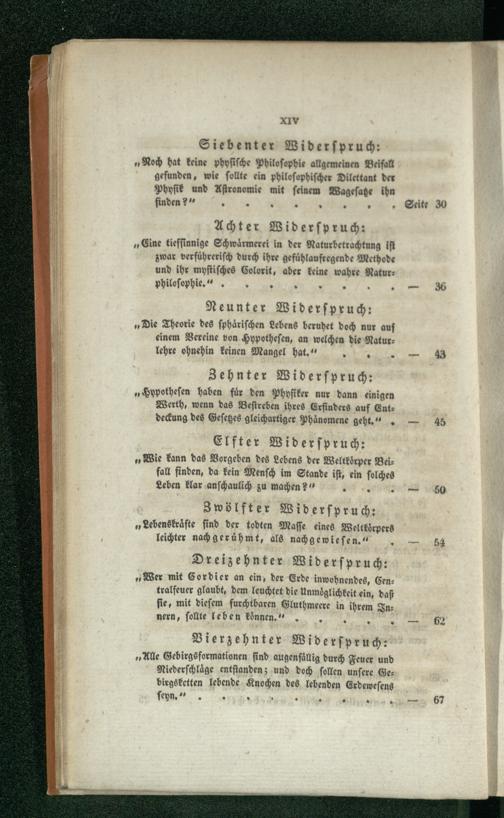 XIV
Siebenter Widerspruch:
„Noch hat keine physische Philosophie allgemeinen Beifall
gefunden, wie sollte ein philosophischer Dilettant der
Physik und Astronomie mit seinem Wagesatze ihn
finden?“ . . . . . . . Seite 30
Achter Widerspruch:
„Eine tiefsinnige Schwärmerei in der Naturbetrachtung ist
zwar verführerisch durch ihre gefühlaufregende Methode
und ihr mystisches Colorit, aber keine wahre Natur-
philosophie.“ . . . . . . . — 36
Neunter Widerspruch:
„Die Theorie des sphärischen Lebens beruhet doch nur auf
einem Vereine von Hypothesen, an welchen die Natur-
lehre ohnehin keinen Mangel hat.“ . . . — 43
Zehnter Widerspruch:
„Hypothesen haben für den Physiker nur dann einigen
Werth, wenn das Bestreben ihres Erfinders auf Ent-
deckung des Gesetzes gleichartiger Phänomene geht.“ . — 45
Elfter Widerspruch:
„Wie kann das Vorgeben des Lebens der Weltkörper Bei-
fall finden, da kein Mensch im Stande ist, ein solches
Leben klar anschaulich zu machen?“ . . . — 50
Zwölfter Widerspruch:
„Lebenskräfte sind der todten Masse eines Weltkörpers
leichter nachgerühmt, als nachgewiesen.“ . — 54
Dreizehnter Widerspruch:
„Wer mit Cordier an ein, der Erde inwohnendes, Cen-
tralfeuer glaubt, dem leuchtet die Unmöglichkeit ein, daß
sie, mit diesem furchtbaren Gluthmeere in ihrem In-
nern, sollte leben können.“ . . . . . — 62
Vierzehnter Widerspruch:
„Alle Gebirgsformationen sind augenfällig durch Feuer und
Niederschläge entstanden; und doch sollen unsere Ge-
birgsketten lebende Knochen des lebenden Erdewesens
seyn.“ . . . . . . . . . — 67